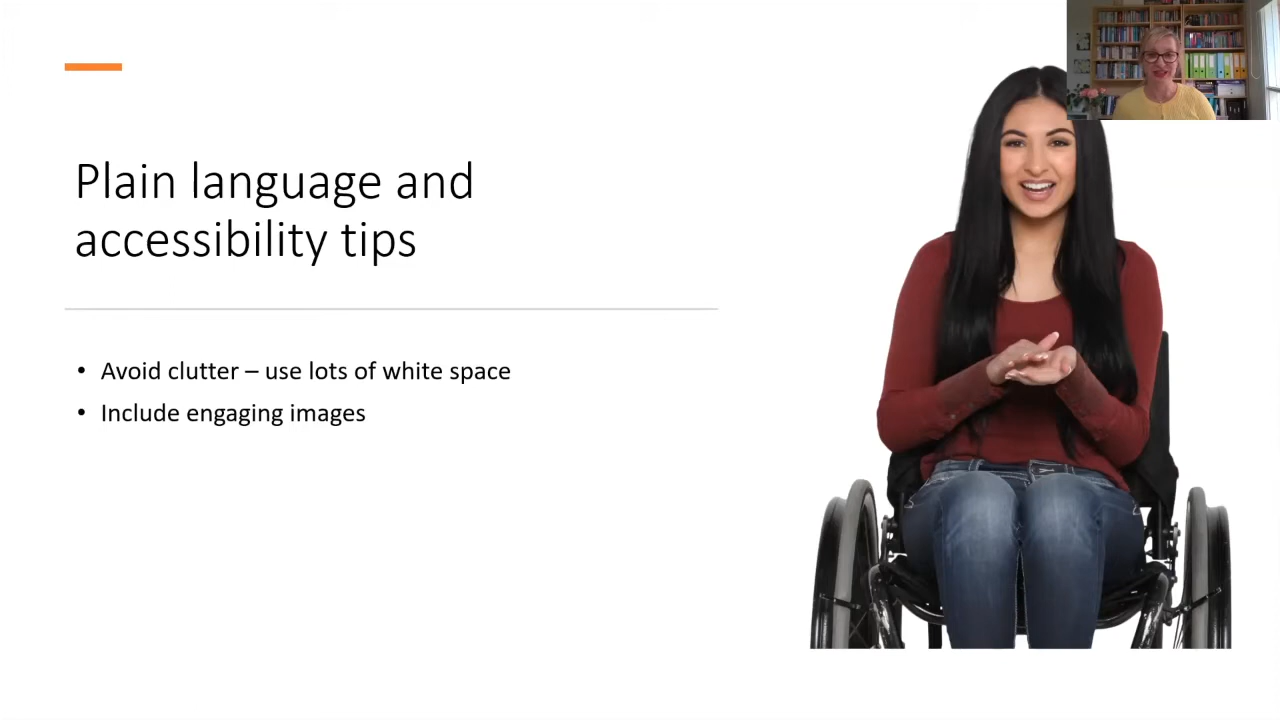 Plain language and
accessibility tips
• Avoid clutter – use lots of white space
• Include engaging images